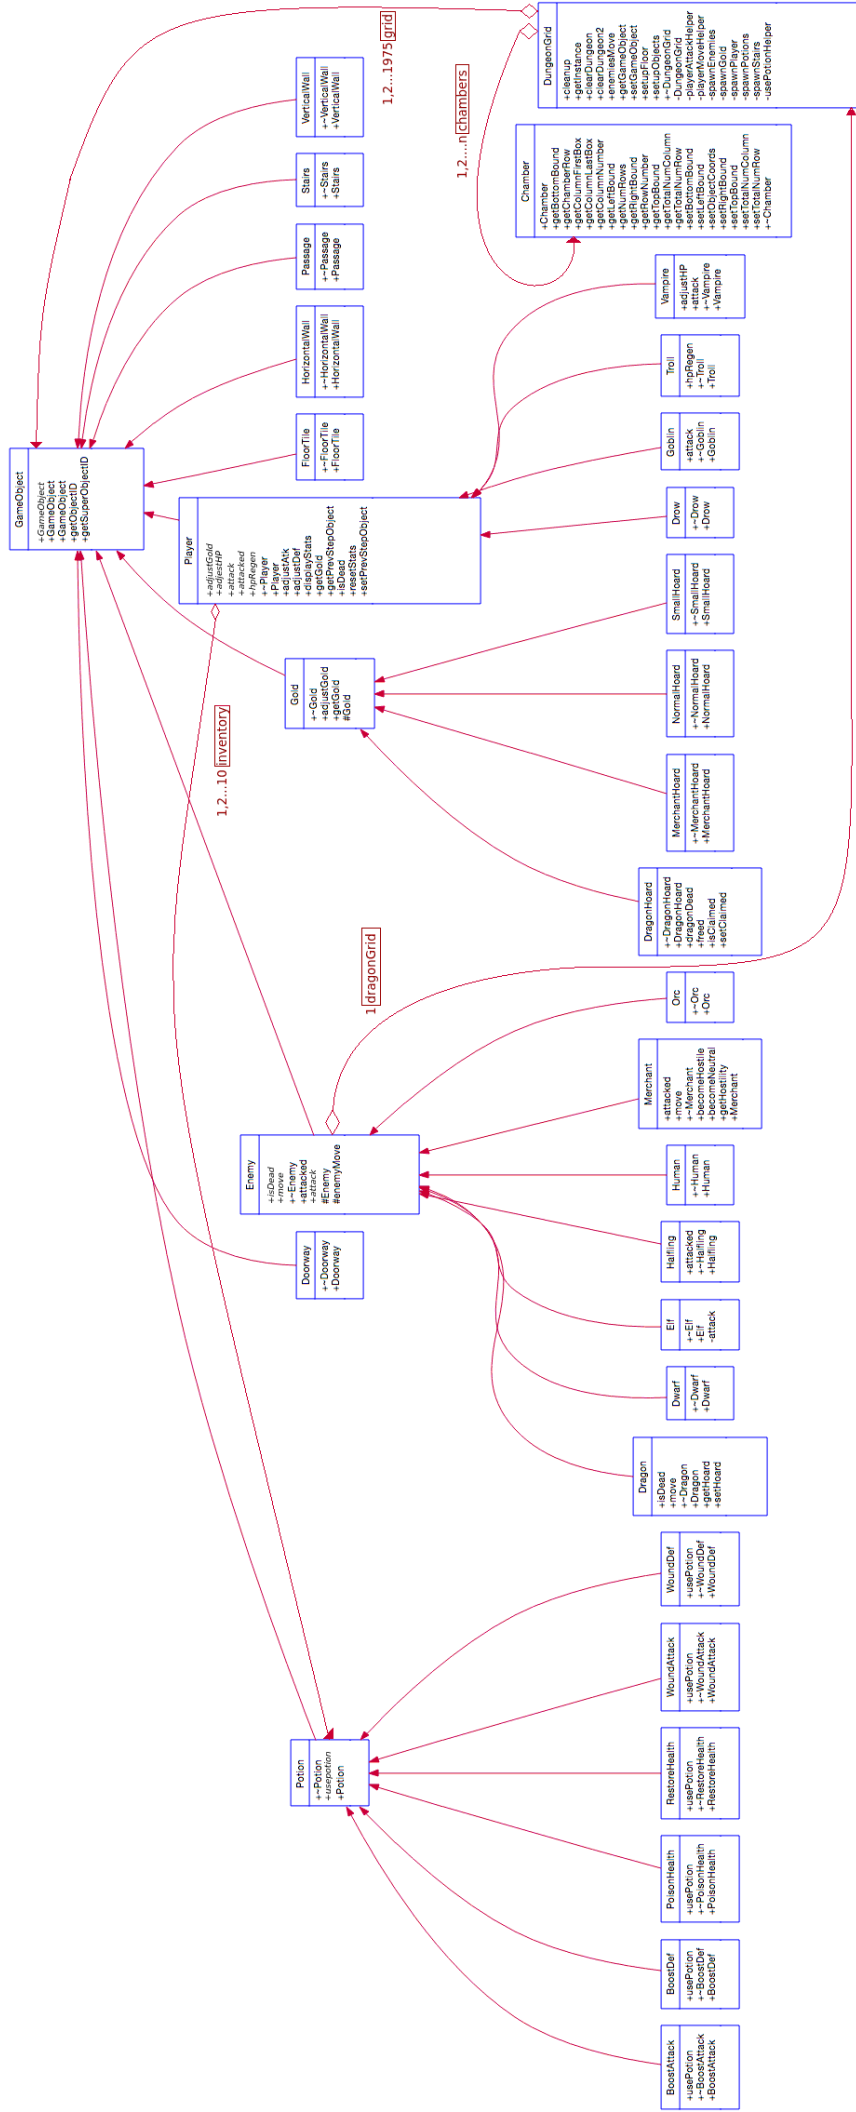 GameObject
+GameObject
+~GameObject
+GameObject
+getObjectID
+getSuperObjectID
1,2...1975 grid
DungeonGrid
+cleanup
+getInstance
+clearDungeon
+clearDungeon2
+enemiesMove
+getGameObject
+setGameObject
+setupFloor
+setupObjects
+~DungeonGrid
-DungeonGrid
-playerAttackHelper
-playerMoveHelper
-spawnEnemies
-spawnGold
-spawnPlayer
-spawnPotions
-spawnStairs
-usePotionHelper
1,2....n chambers
Chamber
+Chamber
+getBottomBound
+getChamberRow
+getColumnFirstBox
+getColumnLastBox
+getColumnNumber
+getLeftBound
+getNumRows
+getRightBound
+getRowNumber
+getTopBound
+getTotalNumColumn
+getTotalNumRow
+setBottomBound
+setLeftBound
+setObjectCoords
+setRightBound
+setTopBound
+setTotalNumColumn
+setTotalNumRow
+~Chamber
Doorway
+~Doorway
+Doorway
FloorTile
+~FloorTile
+FloorTile
HorizontalWall
+~HorizontalWall
+HorizontalWall
Passage
+~Passage
+Passage
Stairs
+~Stairs
+Stairs
VerticalWall
+~VerticalWall
+VerticalWall
Player
+adjustGold
+adjestHP
+attack
+attacked
+hpRegen
+~Player
+Player
+adjustAtk
+adjustDef
+displayStats
+getGold
+getPrevStepObject
+isDead
+resetStats
+setPrevStepObject
1,2...10 inventory
Gold
+~Gold
+adjustGold
+getGold
#Gold
Enemy
+isDead
+move
+~Enemy
+attacked
+attack
#Enemy
#enemyMove
1 dragonGrid
Potion
+~Potion
+usepotion
+Potion
BoostAttack
+usePotion
+~BoostAttack
+BoostAttack
BoostDef
+usePotion
+~BoostDef
+BoostDef
PoisonHealth
+usePotion
+~PoisonHealth
+PoisonHealth
RestoreHealth
+usePotion
+~RestoreHealth
+RestoreHealth
WoundAttack
+usePotion
+~WoundAttack
+WoundAttack
WoundDef
+usePotion
+~WoundDef
+WoundDef
Dragon
+isDead
+move
+~Dragon
+Dragon
+getHoard
+setHoard
Dwarf
+~Dwarf
+Dwarf
Elf
+~Elf
+Elf
-attack
Halfling
+attacked
+~Halfling
+Halfling
Human
+~Human
+Human
Merchant
+attacked
+move
+~Merchant
+becomeHostile
+becomeNeutral
+getHostility
+Merchant
Orc
+~Orc
+Orc
DragonHoard
+~DragonHoard
+DragonHoard
+dragonDead
+freed
+isClaimed
+setClaimed
MerchantHoard
+~MerchantHoard
+MerchantHoard
NormalHoard
+~NormalHoard
+NormalHoard
SmallHoard
+~SmallHoard
+SmallHoard
Drow
+~Drow
+Drow
Goblin
+attack
+~Goblin
+Goblin
Troll
+hpRegen
+~Troll
+Troll
Vampire
+adjustHP
+attack
+~Vampire
+Vampire